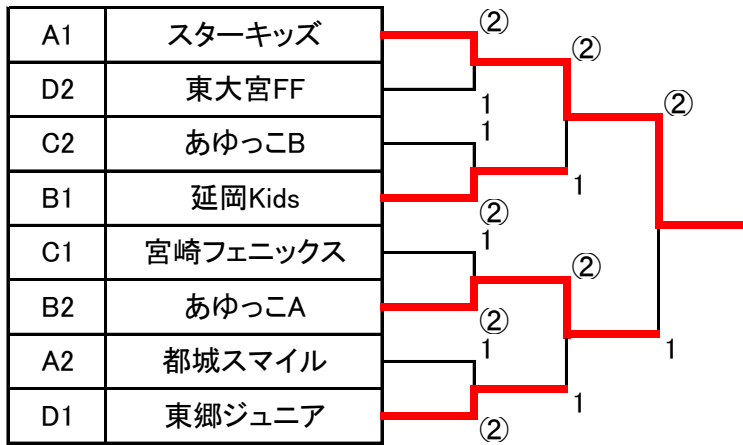 A1 スターキッズ ②
②
D2 東大宮FF 1
②
C2 あゆっこB 1
1
B1 延岡Kids ②
C1 宮崎フェニックス 1
②
B2 あゆっこA ②
1
A2 都城スマイル 1
1
D1 東郷ジュニア ②